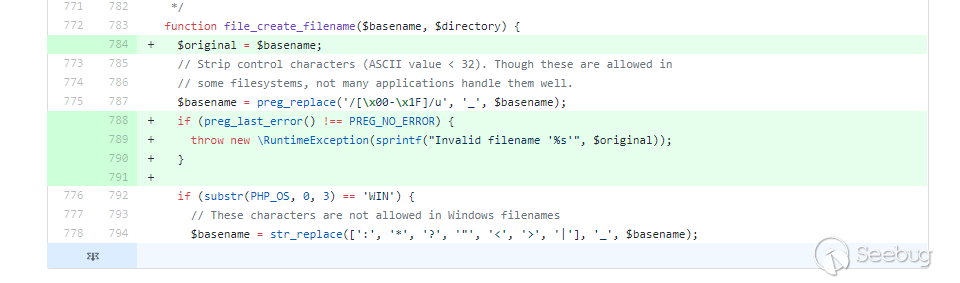 771 782 */
772 783 function file_create_filename($basename, $directory) {
784 + $original = $basename;
773 785 // Strip control characters (ASCII value < 32). Though these are allowed in
774 786 // some filesystems, not many applications handle them well.
775 787 $basename = preg_replace('/[\x00-\x1F]/u', '_', $basename);
788 + if (preg_last_error() !== PREG_NO_ERROR) {
789 + throw new \RuntimeException(sprintf("Invalid filename '%s'", $original));
790 + }
791 +
776 792 if (substr(PHP_OS, 0, 3) == 'WIN') {
777 793 // These characters are not allowed in Windows filenames
778 794 $basename = str_replace([':', '*', '?', '"', '<', '>', '|'], '_', $basename);
Seebug